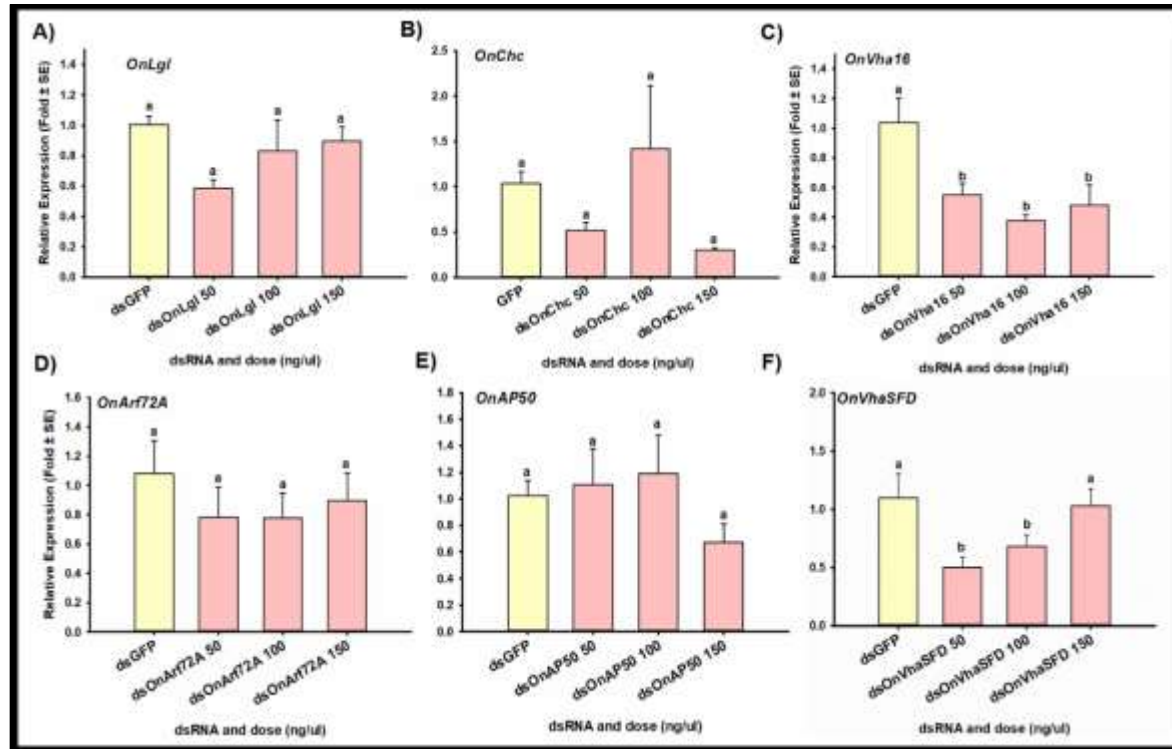 A)
OnLgl
Relative Expression (Fold ± SE)
1.4
1.2
1.0
0.8
0.6
0.4
0.2
0.0
a
a
a
a
dsGFP
dsOnLgl 50
dsOnLgl 100
dsOnLgl 150
dsRNA and dose (ng/ul)
B)
OnChc
2.5
2.0
1.5
1.0
0.5
0.0
a
a
a
a
GFP
dsOnChc 50
dsOnChc 100
dsOnChc 150
dsRNA and dose (ng/ul)
C)
OnVha16
Relative Expression (Fold ± SE)
1.4
1.2
1.0
0.8
0.6
0.4
0.2
0.0
a
b
b
b
dsGFP
dsOnVha16 50
dsOnVha16 100
dsOnVha16 150
dsRNA and dose (ng/ul)
D)
OnArf72A
Relative Expression (Fold ± SE)
1.6
1.4
1.2
1.0
0.8
0.6
0.4
0.2
0.0
a
a
a
a
dsGFP
dsOnArf72A 50
dsOnArf72A 100
dsOnArf72A 150
dsRNA and dose (ng/ul)
E)
OnAP50
1.8
1.6
1.4
1.2
1.0
0.8
0.6
0.4
0.2
0.0
a
a
a
a
dsGFP
dsOnAP50 50
dsOnAP50 100
dsOnAP50 150
dsRNA and dose (ng/ul)
F)
OnVhaSFD
2.0
1.5
1.0
0.5
0.0
a
b
b
a
dsGFP
dsOnVhaSFD 50
dsOnVhaSFD 100
dsOnVhaSFD 150
dsRNA and dose (ng/ul)